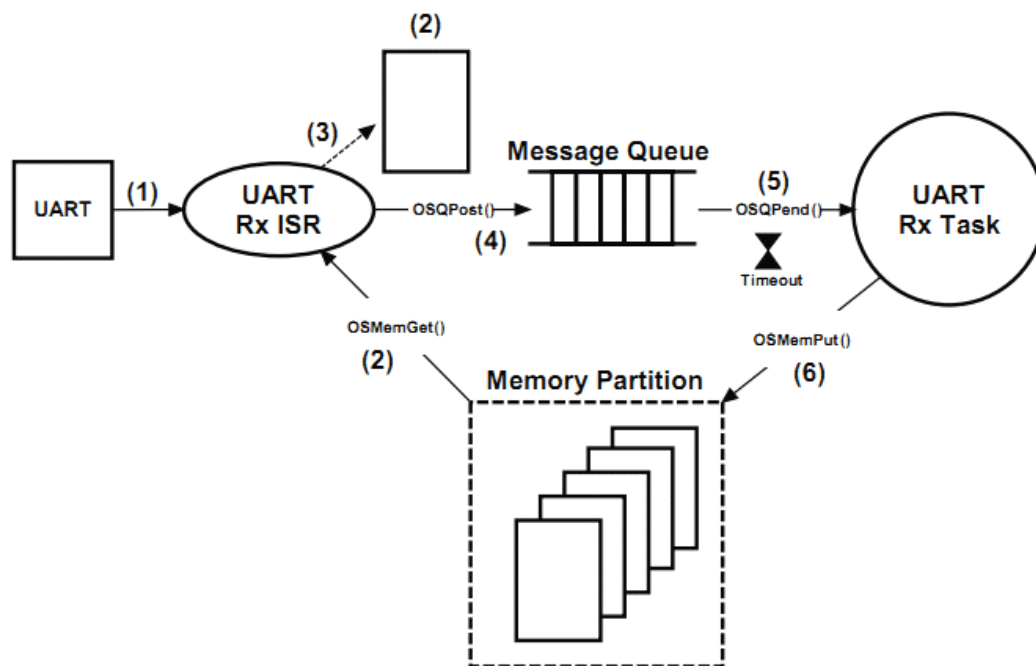 (2)
(3)
Message Queue
(1)
UART
UART
Rx ISR
OSQPost()
(4)
(5)
OSQPend()
Timeout
UART
Rx Task
OSMemGet()
(2)
OSMemPut()
(6)
Memory Partition